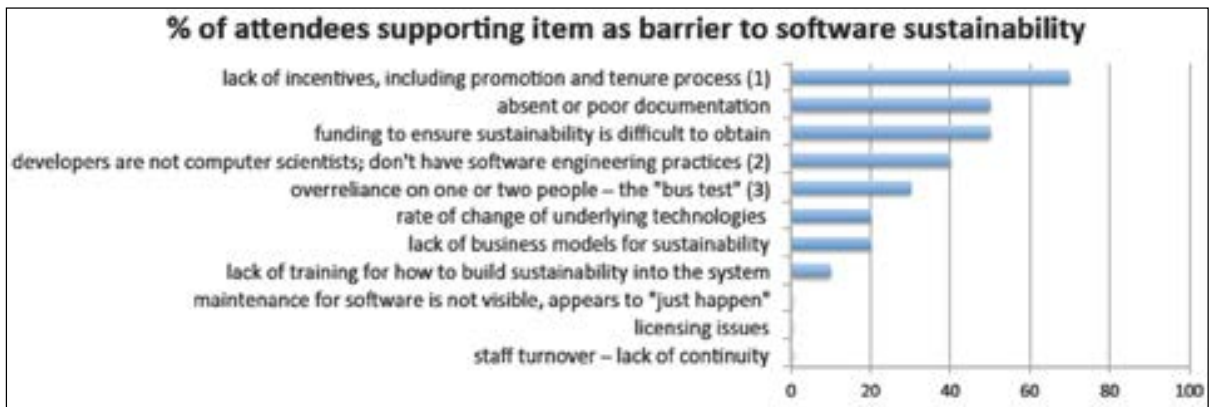 % of attendees supporting item as barrier to software sustainability
lack of incentives, including promotion and tenure process (1)
absent or poor documentation
funding to ensure sustainability is difficult to obtain
developers are not computer scientists; don't have software engineering practices (2)
overreliance on one or two people – the "bus test" (3)
rate of change of underlying technologies
lack of business models for sustainability
lack of training for how to build sustainability into the system
maintenance for software is not visible, appears to "just happen"
licensing issues
staff turnover – lack of continuity
0 20 40 60 80 100